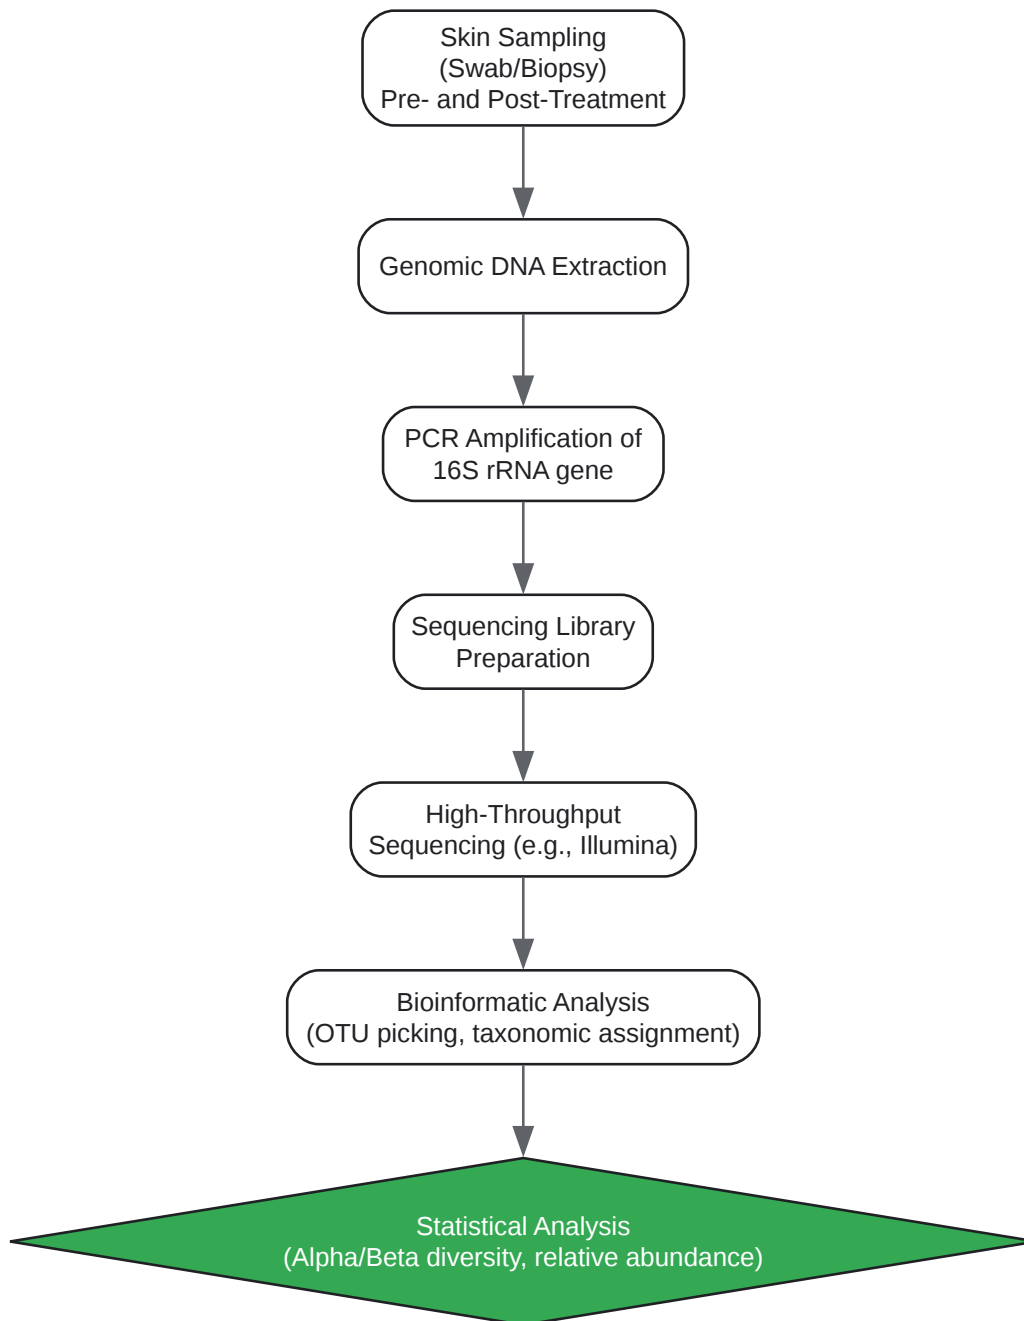 Skin Sampling
(Swab/Biopsy)
Pre- and Post-Treatment
Genomic DNA Extraction
PCR Amplification of
16S rRNA gene
Sequencing Library
Preparation
High-Throughput
Sequencing (e.g., Illumina)
Bioinformatic Analysis
(OTU picking, taxonomic assignment)
Statistical Analysis
(Alpha/Beta diversity, relative abundance)